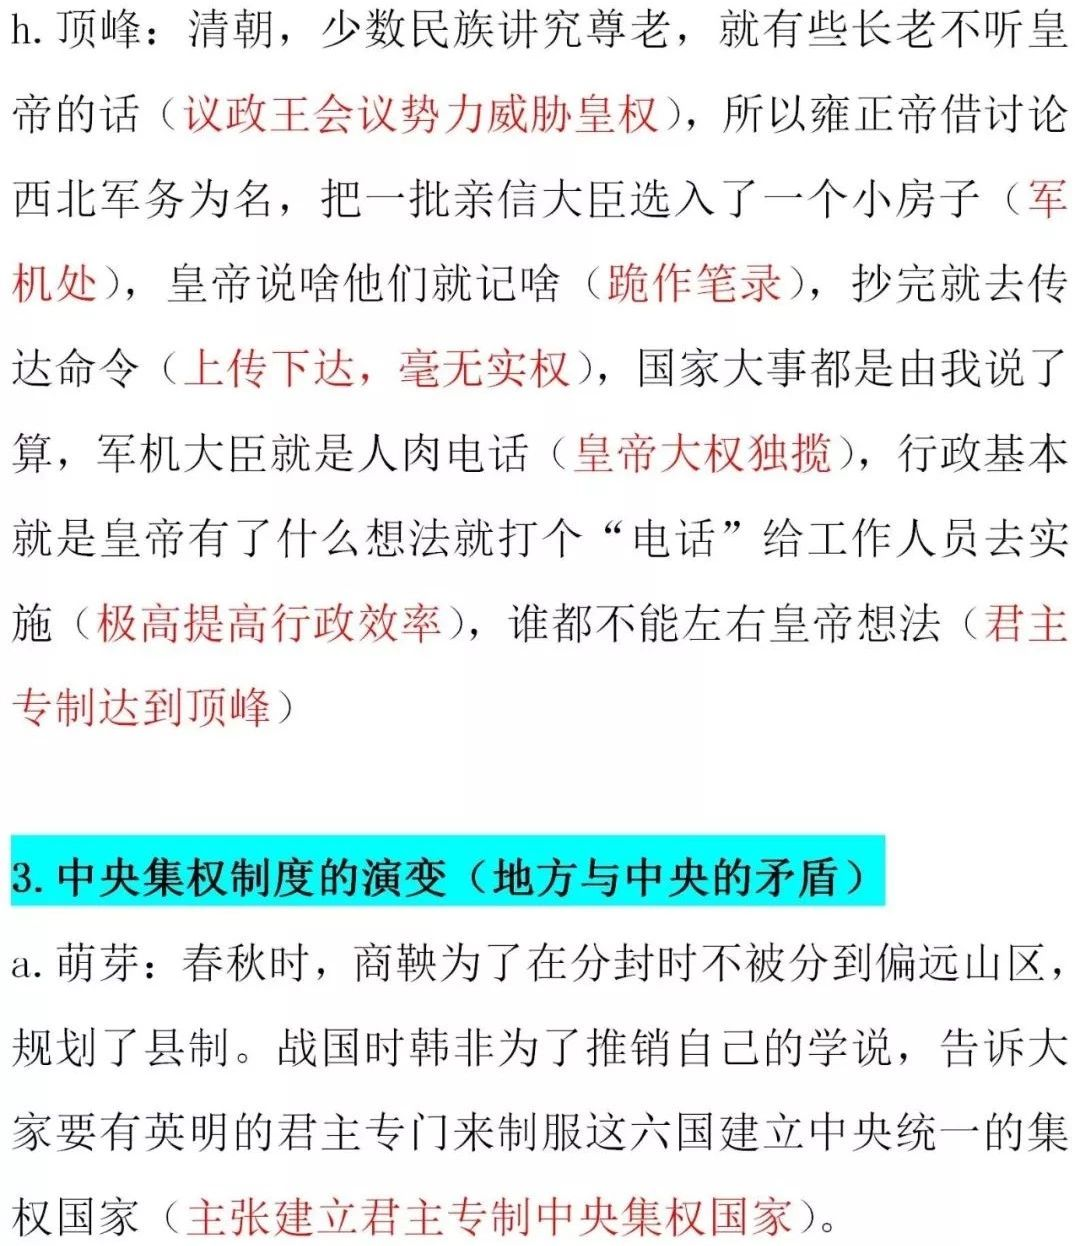 h. 顶峰：清朝，少数民族讲究尊老，就有些长老不听皇
帝的话（议政王会议势力威胁皇权），所以雍正帝借讨论
西北军务为名，把一批亲信大臣选入了一个小房子（军
机处），皇帝说啥他们就记啥（跪作笔录），抄完就去传
达命令（上传下达，毫无实权），国家大事都是由我说了
算，军机大臣就是人肉电话（皇帝大权独揽），行政基本
就是皇帝有了什么想法就打个“电话”给工作人员去实
施（极高提高行政效率），谁都不能左右皇帝想法（君主
专制达到顶峰）
3. 中央集权制度的演变（地方与中央的矛盾）
a. 萌芽：春秋时，商鞅为了在分封时不被分到偏远山区，
规划了县制。战国时韩非为了推销自己的学说，告诉大
家要有英明的君主专门来制服这六国建立中央统一的集
权国家（主张建立君主专制中央集权国家）。